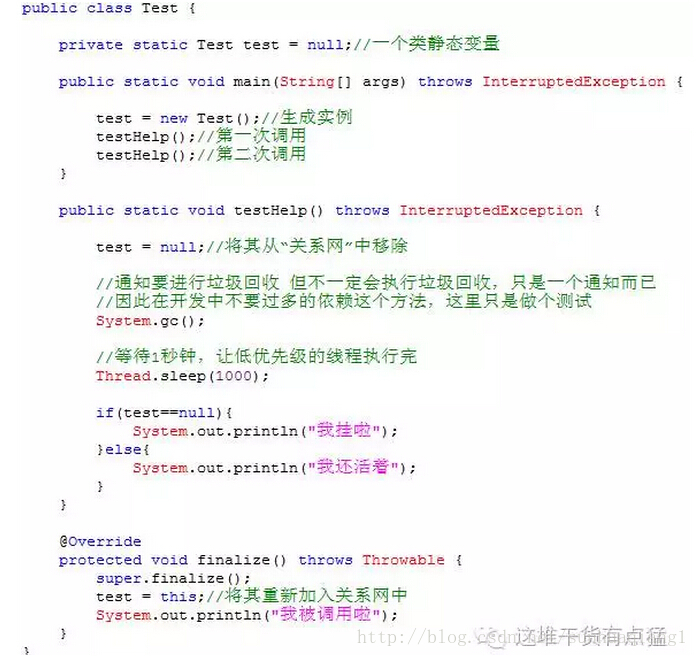 public class Test {
private static Test test = null;//一个类静态变量
public static void main(String[] args) throws InterruptedException {
test = new Test();//生成实例
testHelp();//第一次调用
testHelp();//第二次调用
}
public static void testHelp() throws InterruptedException {
test = null;//将其从“关系网”中移除
//通知要进行垃圾回收 但不一定会执行垃圾回收，只是一个通知而已
//因此在开发中不要过多的依赖这个方法，这里只是做个测试
System.gc();
//等待1秒钟，让低优先级的线程执行完
Thread.sleep(1000);
if(test==null){
System.out.println("我挂啦");
}else{
System.out.println("我还活着");
}
}
@Override
protected void finalize() throws Throwable {
super.finalize();
test = this;//将其重新加入关系网中
System.out.println("我被调用啦");
}
}
这堆干货有点猛
http://blog.csdn